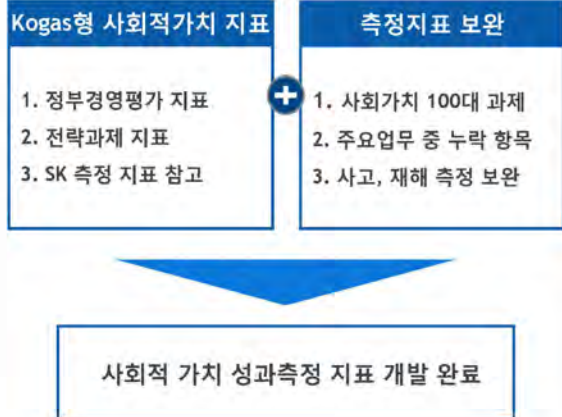 Kogas형 사회적가치 지표
1. 정부경영평가 지표
2. 전략과제 지표
3. SK 측정 지표 참고
측정지표 보완
1. 사회가치 100대 과제
2. 주요업무 중 누락 항목
3. 사고, 재해 측정 보완
사회적 가치 성과측정 지표 개발 완료